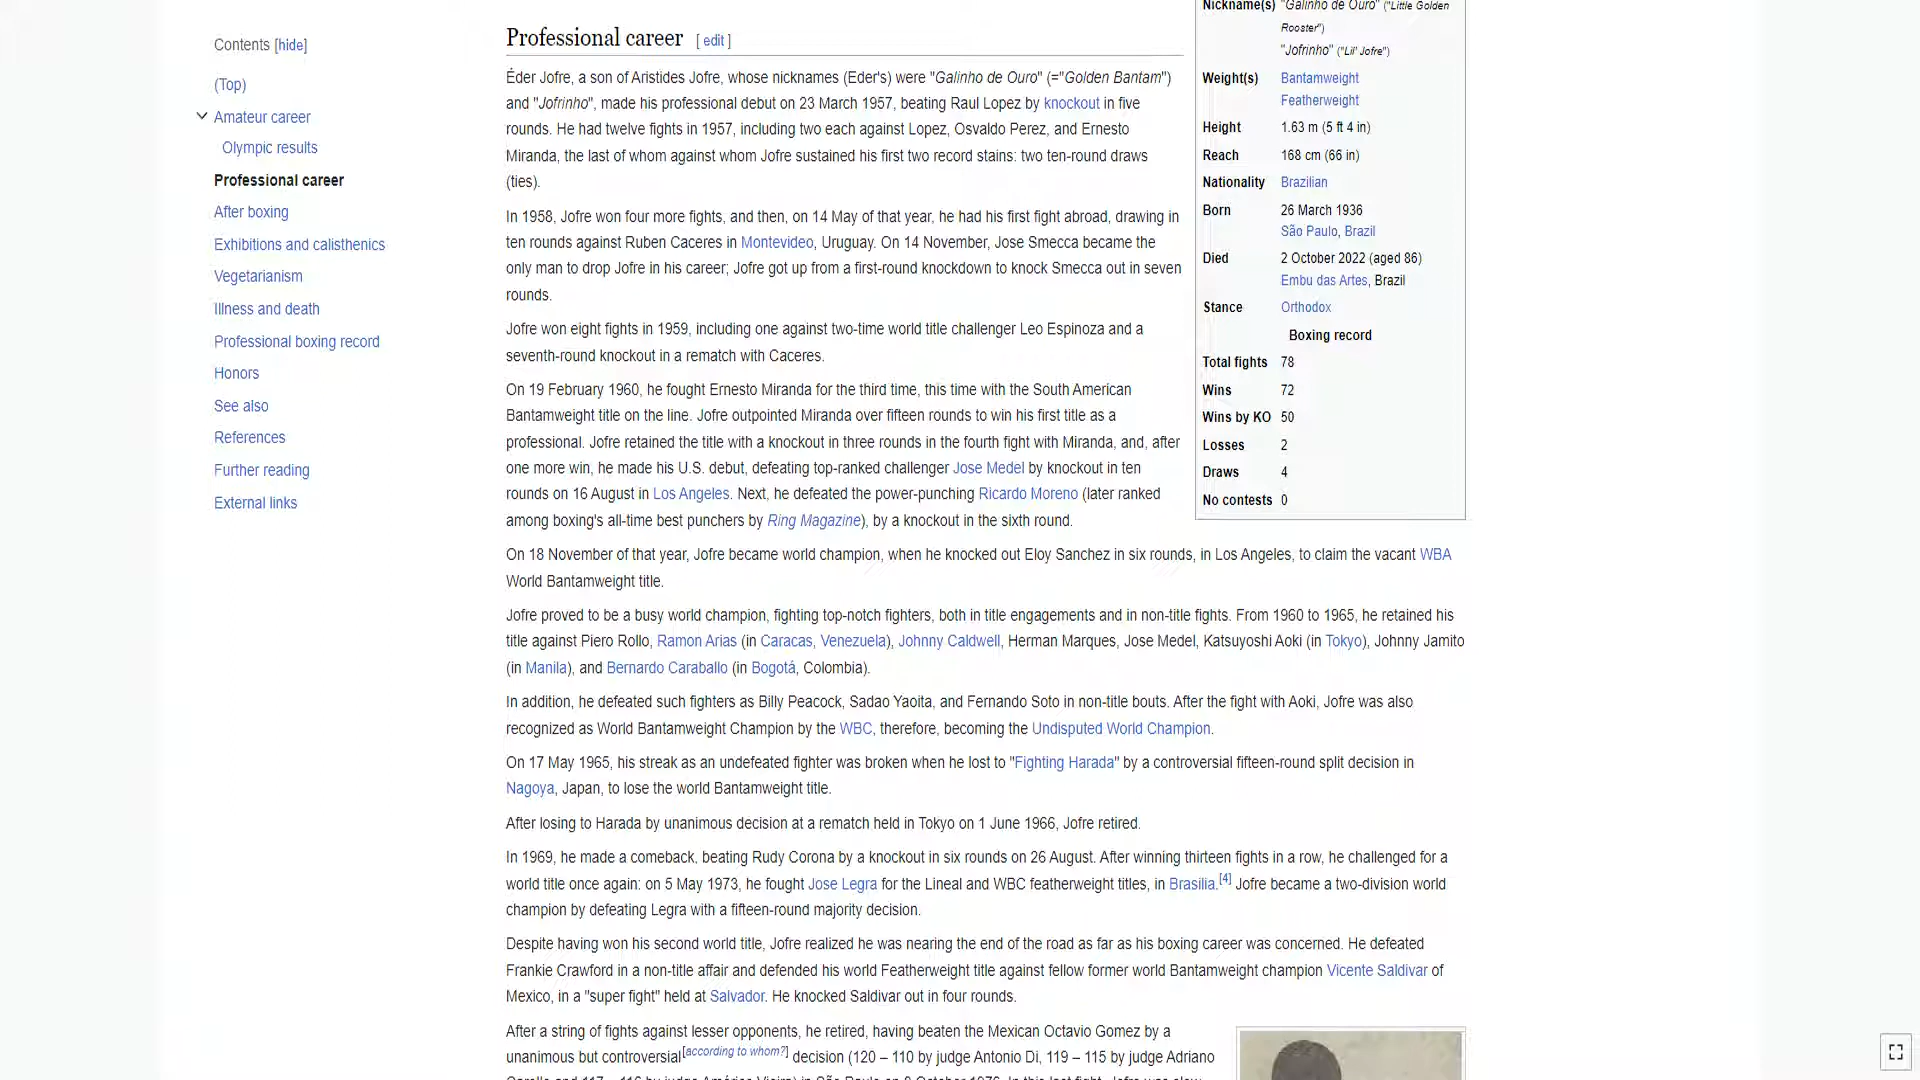 Contents [hide]
(Top)
Amateur career
Olympic results
Professional career
After boxing
Exhibitions and calisthenics
Vegetarianism
Illness and death
Professional boxing record
Honors
See also
References
Further reading
External links
Professional career [ edit ]
Éder Jofre, a son of Aristides Jofre, whose nicknames (Eder's) were "Galinho de Ouro" (="Golden Bantam")
and "Jofrinho", made his professional debut on 23 March 1957, beating Raul Lopez by knockout in five
rounds. He had twelve fights in 1957, including two each against Lopez, Osvaldo Perez, and Ernesto
Miranda, the last of whom against whom Jofre sustained his first two record stains: two ten-round draws
(ties).
In 1958, Jofre won four more fights, and then, on 14 May of that year, he had his first fight abroad, drawing in
ten rounds against Ruben Caceres in Montevideo, Uruguay. On 14 November, Jose Smecca became the
only man to drop Jofre in his career; Jofre got up from a first-round knockdown to knock Smecca out in seven
rounds.
Jofre won eight fights in 1959, including one against two-time world title challenger Leo Espinoza and a
seventh-round knockout in a rematch with Caceres.
On 19 February 1960, he fought Ernesto Miranda for the third time, this time with the South American
Bantamweight title on the line. Jofre outpointed Miranda over fifteen rounds to win his first title as a
professional. Jofre retained the title with a knockout in three rounds in the fourth fight with Miranda, and, after
one more win, he made his U.S. debut, defeating top-ranked challenger Jose Medel by knockout in ten
rounds on 16 August in Los Angeles. Next, he defeated the power-punching Ricardo Moreno (later ranked
among boxing's all-time best punchers by Ring Magazine), by a knockout in the sixth round.
On 18 November of that year, Jofre became world champion, when he knocked out Eloy Sanchez in six rounds, in Los Angeles, to claim the vacant WBA
World Bantamweight title.
Jofre proved to be a busy world champion, fighting top-notch fighters, both in title engagements and in non-title fights. From 1960 to 1965, he retained his
title against Piero Rollo, Ramon Arias (in Caracas, Venezuela), Johnny Caldwell, Herman Marques, Jose Medel, Katsuyoshi Aoki (in Tokyo), Johnny Jamito
(in Manila), and Bernardo Caraballo (in Bogotá, Colombia).
In addition, he defeated such fighters as Billy Peacock, Sadao Yaoita, and Fernando Soto in non-title bouts. After the fight with Aoki, Jofre was also
recognized as World Bantamweight Champion by the WBC, therefore, becoming the Undisputed World Champion.
On 17 May 1965, his streak as an undefeated fighter was broken when he lost to "Fighting Harada" by a controversial fifteen-round split decision in
Nagoya, Japan, to lose the world Bantamweight title.
After losing to Harada by unanimous decision at a rematch held in Tokyo on 1 June 1966, Jofre retired.
In 1969, he made a comeback, beating Rudy Corona by a knockout in six rounds on 26 August. After winning thirteen fights in a row, he challenged for a
world title once again: on 5 May 1973, he fought Jose Legra for the Lineal and WBC featherweight titles, in Brasilia.[4] Jofre became a two-division world
champion by defeating Legra with a fifteen-round majority decision.
Despite having won his second world title, Jofre realized he was nearing the end of the road as far as his boxing career was concerned. He defeated
Frankie Crawford in a non-title affair and defended his world Featherweight title against fellow former world Bantamweight champion Vicente Saldivar of
Mexico, in a "super fight" held at Salvador. He knocked Saldivar out in four rounds.
After a string of fights against lesser opponents, he retired, having beaten the Mexican Octavio Gomez by a
unanimous but controversial[according to whom?] decision (120 – 110 by judge Antonio Di, 119 – 115 by judge Adriano
Nickname(s) "Galinho de Ouro" ("Little Golden
Rooster")
"Jofrinho" ("Lil' Jofre")
Weight(s) Bantamweight
Featherweight
Height 1.63 m (5 ft 4 in)
Reach 168 cm (66 in)
Nationality Brazilian
Born 26 March 1936
São Paulo, Brazil
Died 2 October 2022 (aged 86)
Embu das Artes, Brazil
Stance Orthodox
Boxing record
Total fights 78
Wins 72
Wins by KO 50
Losses 2
Draws 4
No contests 0